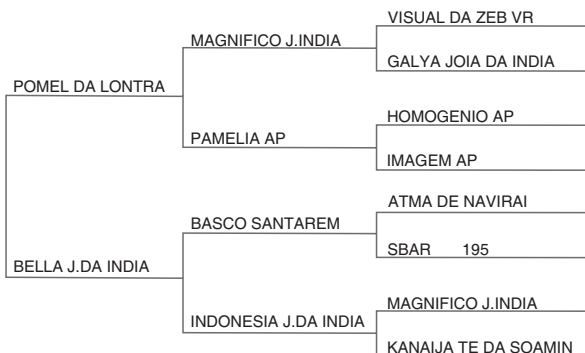 VISUAL DA ZEB VR
MAGNIFICO J.INDIA
GALYA JOIA DA INDIA
POMEL DA LONTRA
HOMOGENIO AP
PAMELIA AP
IMAGEM AP
ATMA DE NAVIRAI
BASCO SANTAREM
SBAR 195
BELLA J.DA INDIA
MAGNIFICO J.INDIA
INDONESIA J.DA INDIA
KANAIJA TE DA SOAMIN